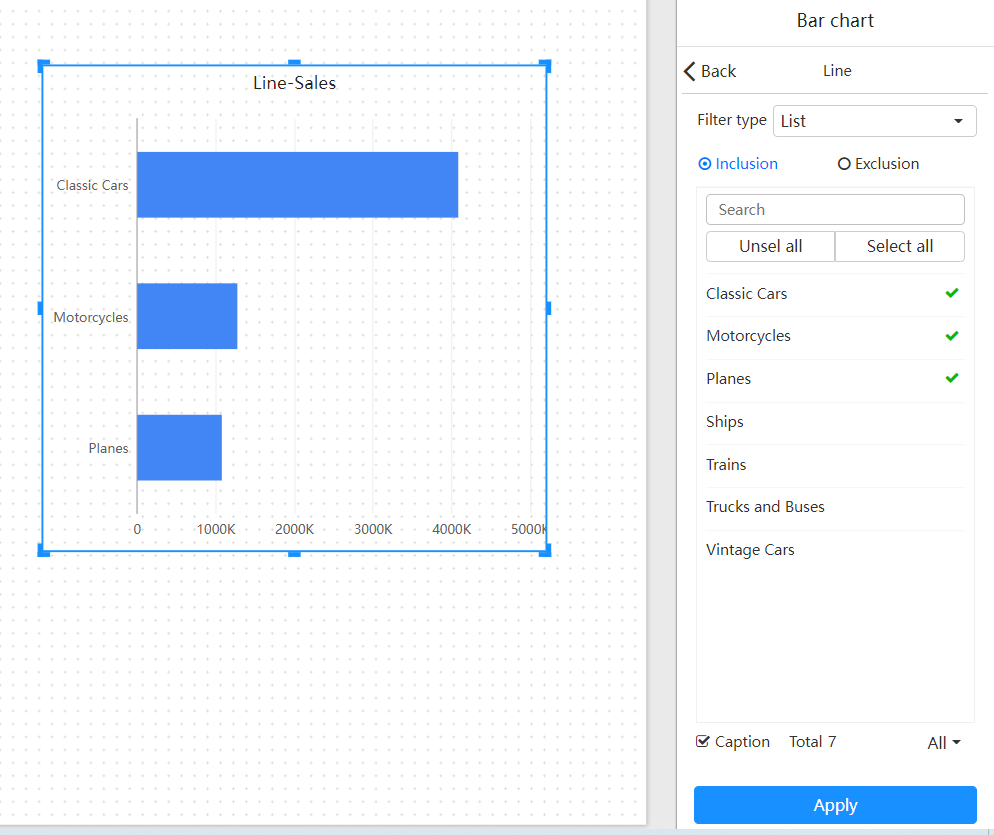 Line-Sales
Classic Cars
Motorcycles
Planes
0 1000K 2000K 3000K 4000K 5000K
Bar chart
Back Line
Filter type List
Inclusion Exclusion
Search
Unsel all Select all
Classic Cars
Motorcycles
Planes
Ships
Trains
Trucks and Buses
Vintage Cars
Caption Total 7 All
Apply